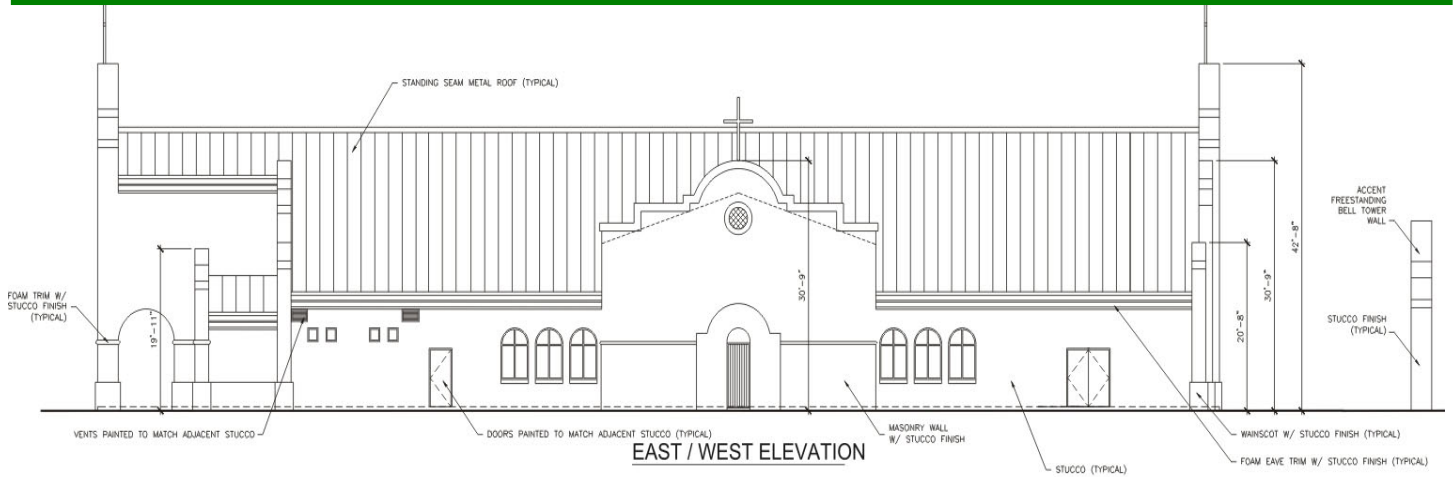 STANDING SEAM METAL ROOF (TYPICAL)
ACCENT
FREESTANDING
BELL TOWER
WALL
42'-8"
30'-9"
30'-9"
20'-8"
19'-11"
FOAM TRIM W/
STUCCO FINISH
(TYPICAL)
STUCCO FINISH
(TYPICAL)
VENTS PAINTED TO MATCH ADJACENT STUCCO
DOORS PAINTED TO MATCH ADJACENT STUCCO (TYPICAL)
MASONRY WALL
W/ STUCCO FINISH
WAINSCOT W/ STUCCO FINISH (TYPICAL)
EAST / WEST ELEVATION
FOAM EAVE TRIM W/ STUCCO FINISH (TYPICAL)
STUCCO (TYPICAL)